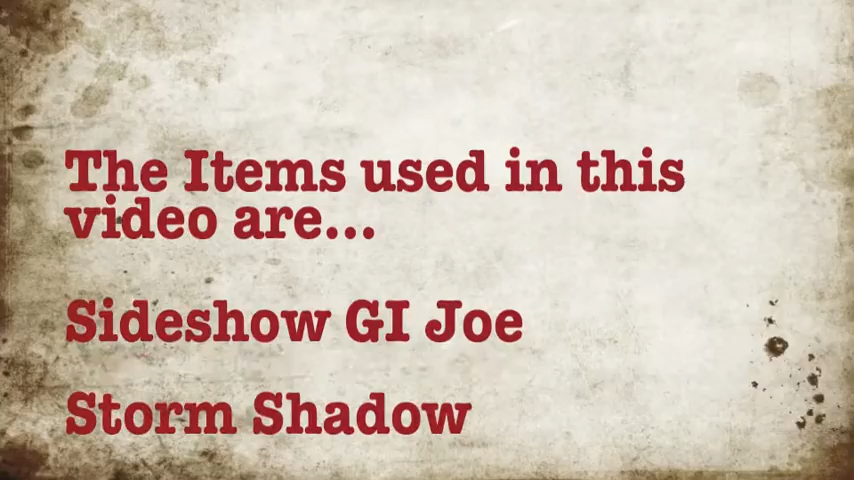 The Items used in this
video are...
Sideshow GI Joe
Storm Shadow